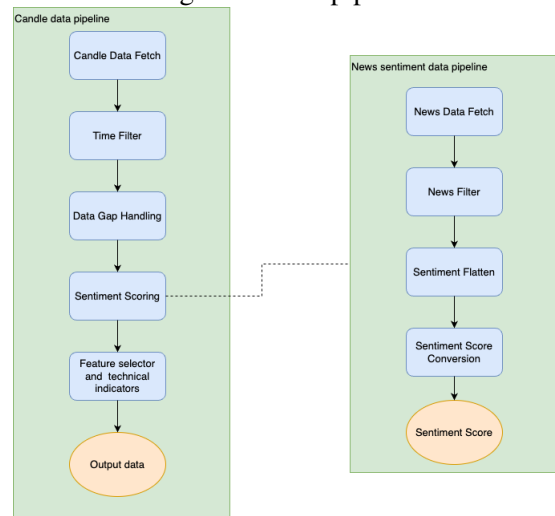 Candle data pipeline
Candle Data Fetch
Time Filter
Data Gap Handling
Sentiment Scoring
Feature selector
and technical
indicators
Output data
News sentiment data pipeline
News Data Fetch
News Filter
Sentiment Flatten
Sentiment Score
Conversion
Sentiment Score